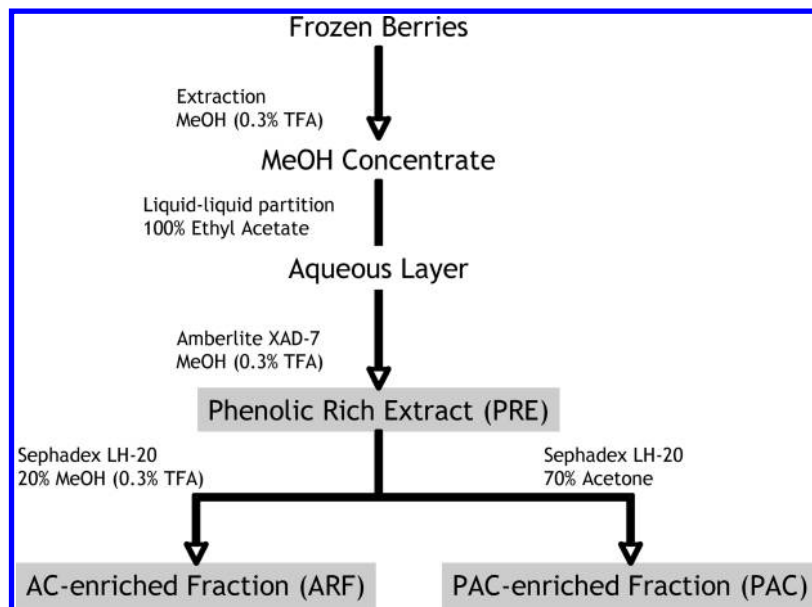 Frozen Berries
Extraction
MeOH (0.3% TFA)
MeOH Concentrate
Liquid-liquid partition
100% Ethyl Acetate
Aqueous Layer
Amberlite XAD-7
MeOH (0.3% TFA)
Phenolic Rich Extract (PRE)
Sephadex LH-20
20% MeOH (0.3% TFA)
Sephadex LH-20
70% Acetone
AC-enriched Fraction (ARF)
PAC-enriched Fraction (PAC)